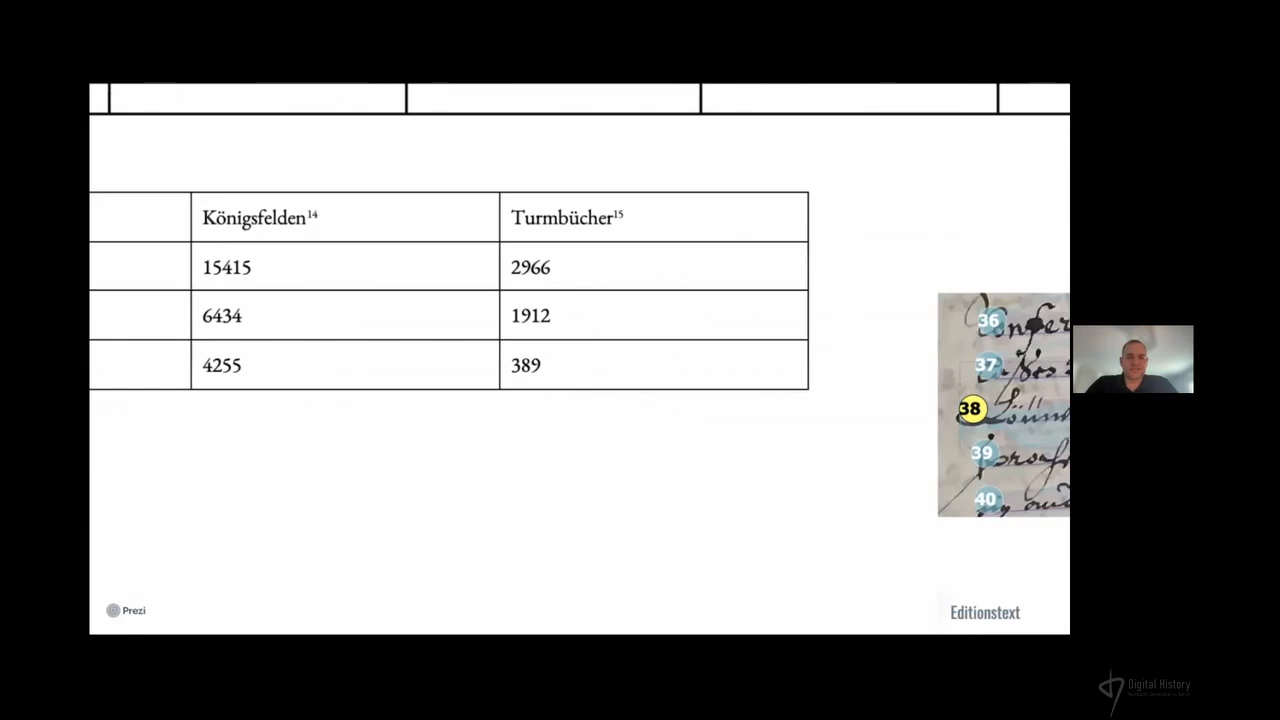 Königsfelden¹⁴ Turmbücher¹⁵
15415 2966
6434 1912
4255 389
36
37
38
39
40
Prezi
Editionstext
Digital History